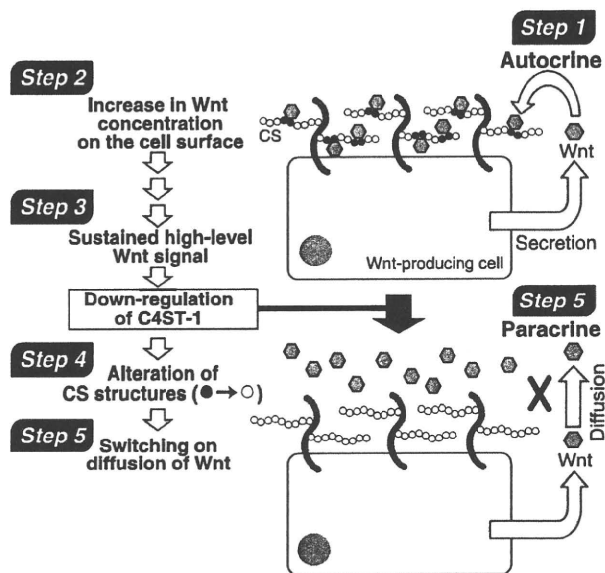 Step 1
Autocrine
Step 2
Increase in Wnt
concentration
on the cell surface
CS
Wnt
Step 3
Sustained high-level
Wnt signal
Secretion
Wnt-producing cell
Down-regulation
of C4ST-1
Step 5
Paracrine
Step 4
Alteration of
CS structures (●→○)
Diffusion
Step 5
Switching on
diffusion of Wnt
Wnt